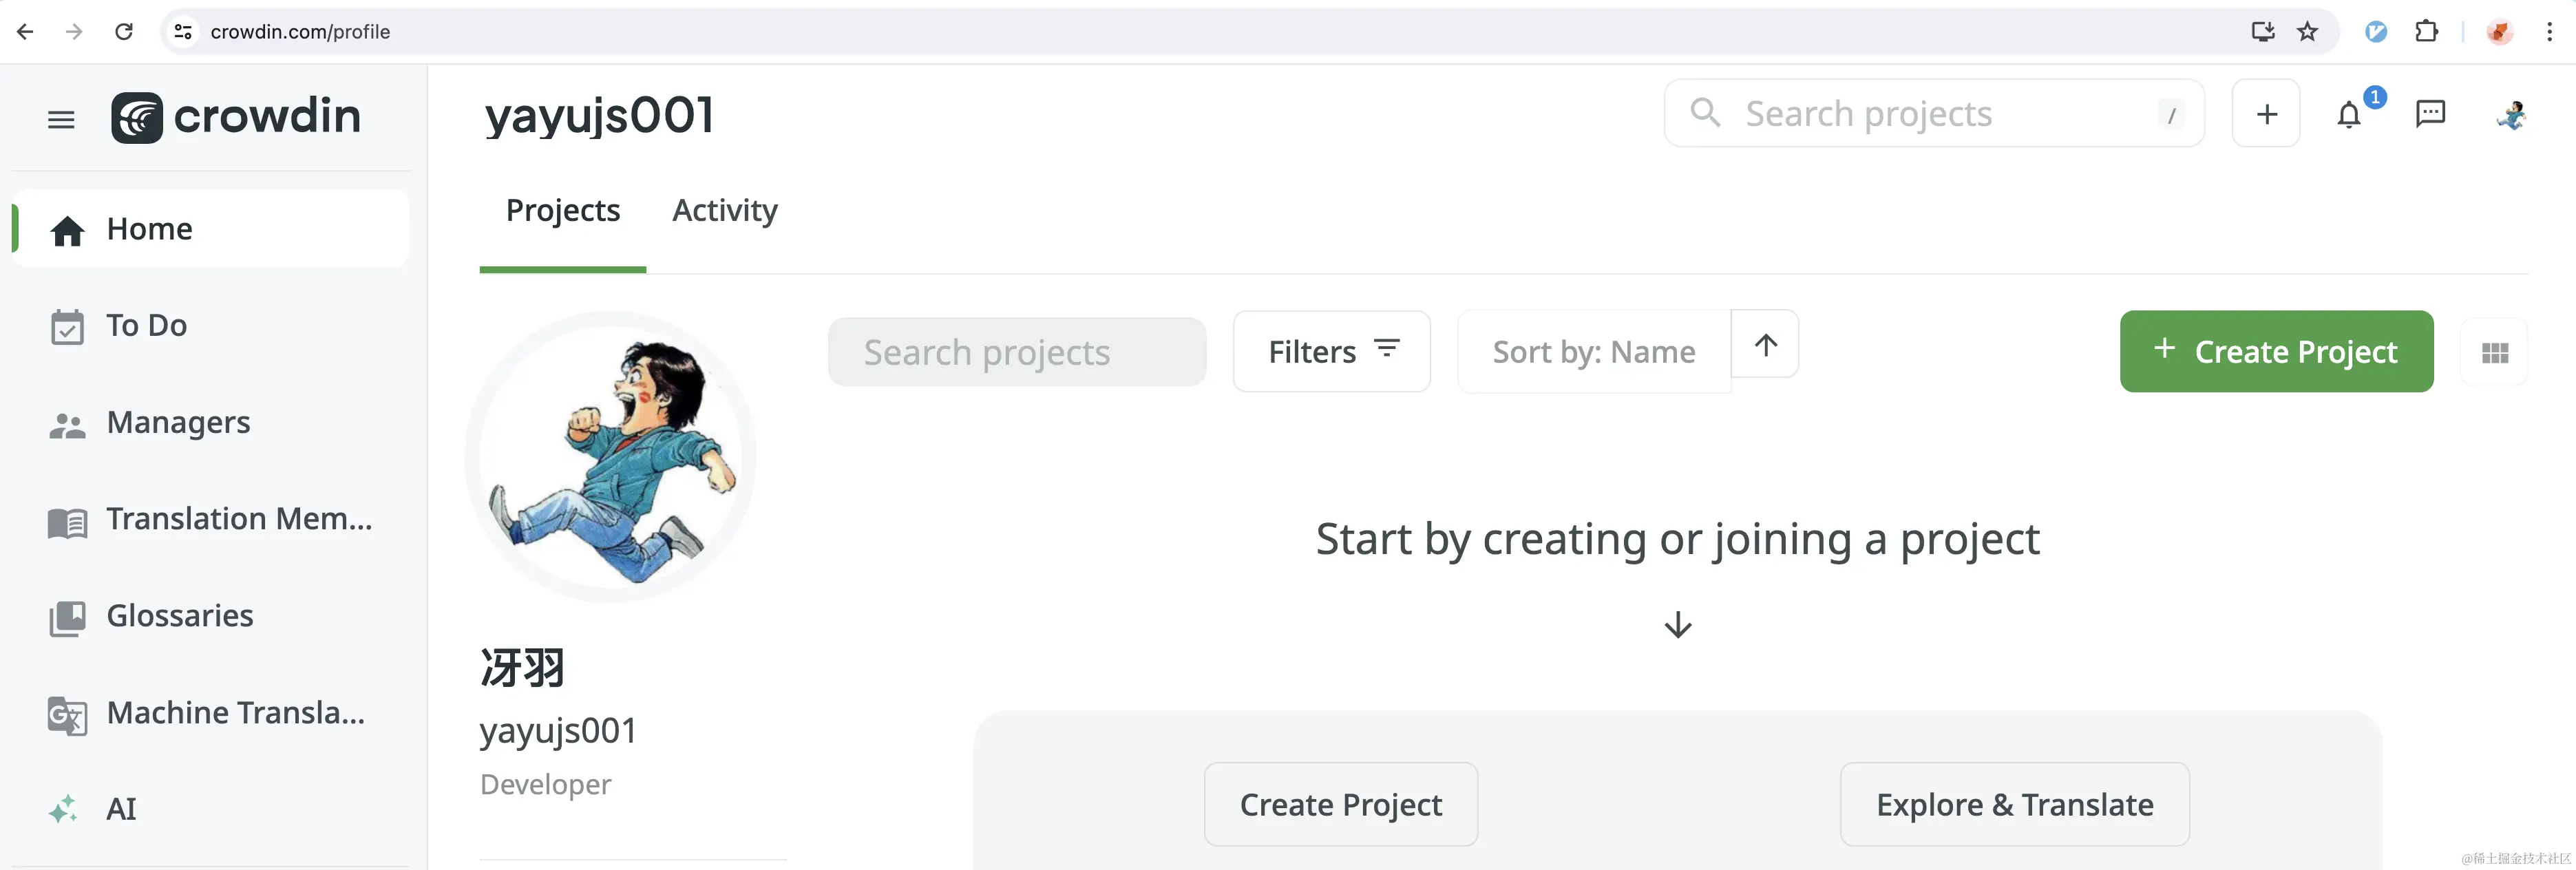 crowdin.com/profile
crowdin
yayujs001
Search projects
/
1
Home
To Do
Managers
Translation Mem...
Glossaries
Machine Transla...
AI
Projects
Activity
Search projects
Filters
Sort by: Name
+ Create Project
冴羽
yayujs001
Developer
Start by creating or joining a project
Create Project
Explore & Translate
@稀土掘金技术社区